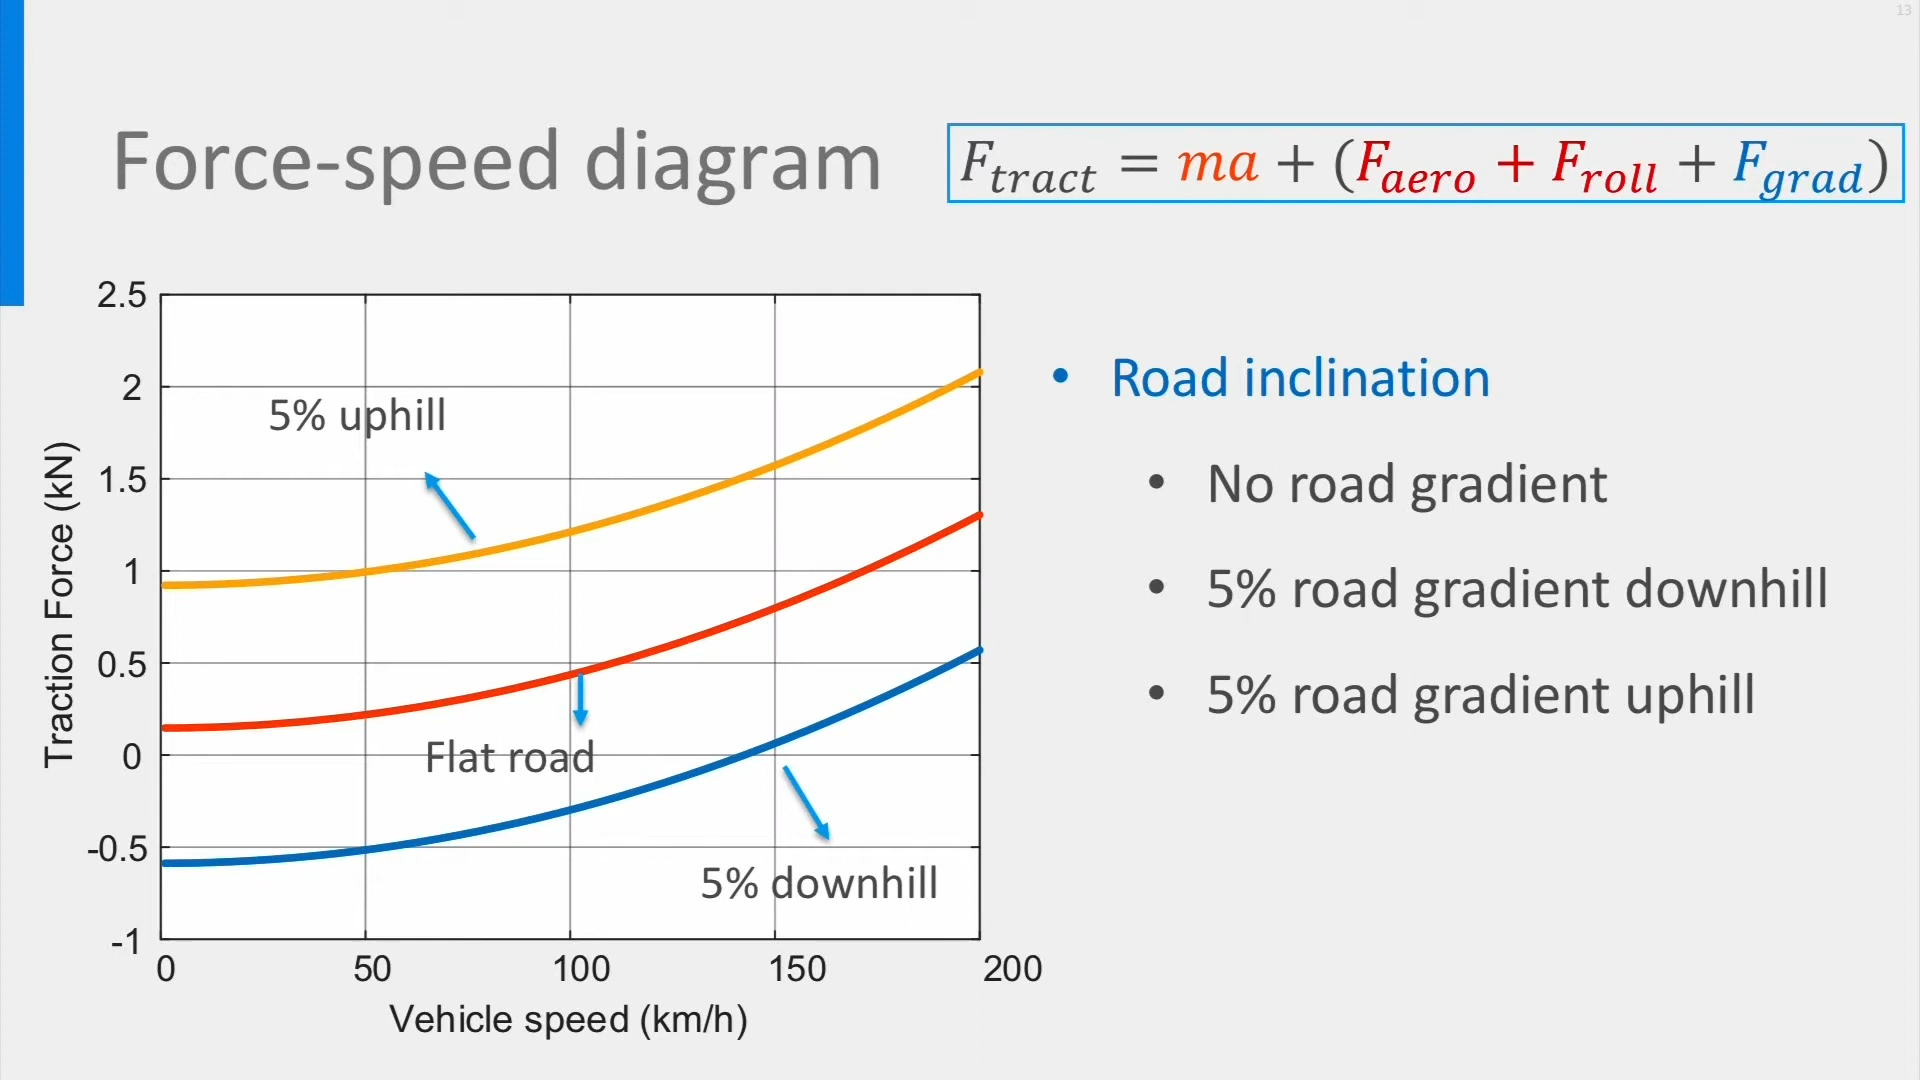 13
Force-speed diagram
F_tract = ma + (F_aero + F_roll + F_grad)
2.5
2
1.5
1
0.5
0
-0.5
-1
Traction Force (kN)
5% uphill
Flat road
5% downhill
0 50 100 150 200
Vehicle speed (km/h)
• Road inclination
• No road gradient
• 5% road gradient downhill
• 5% road gradient uphill